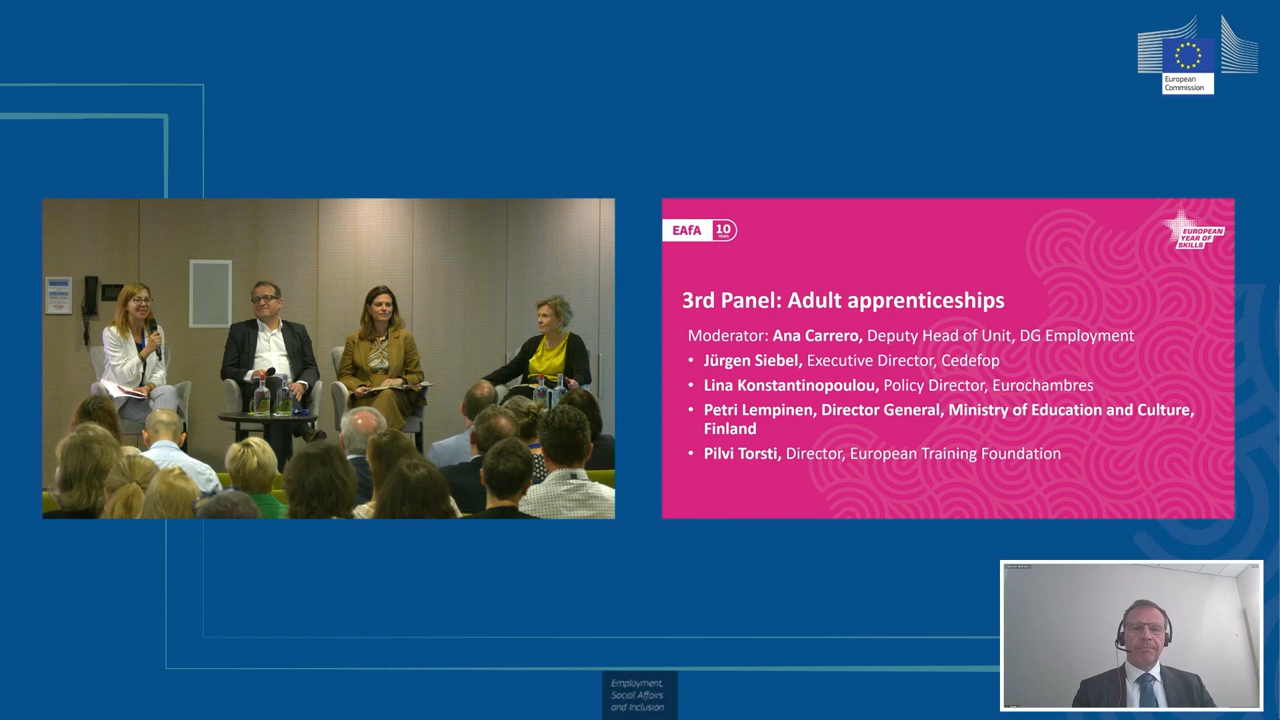 European
Commission
EAfA 10
YEARS
EUROPEAN
YEAR OF
SKILLS
3rd Panel: Adult apprenticeships
Moderator: Ana Carrero, Deputy Head of Unit, DG Employment
• Jürgen Siebel, Executive Director, Cedefop
• Lina Konstantinopoulou, Policy Director, Eurochambres
• Petri Lempinen, Director General, Ministry of Education and Culture,
Finland
• Pilvi Torsti, Director, European Training Foundation
Employment,
Social Affairs
and Inclusion